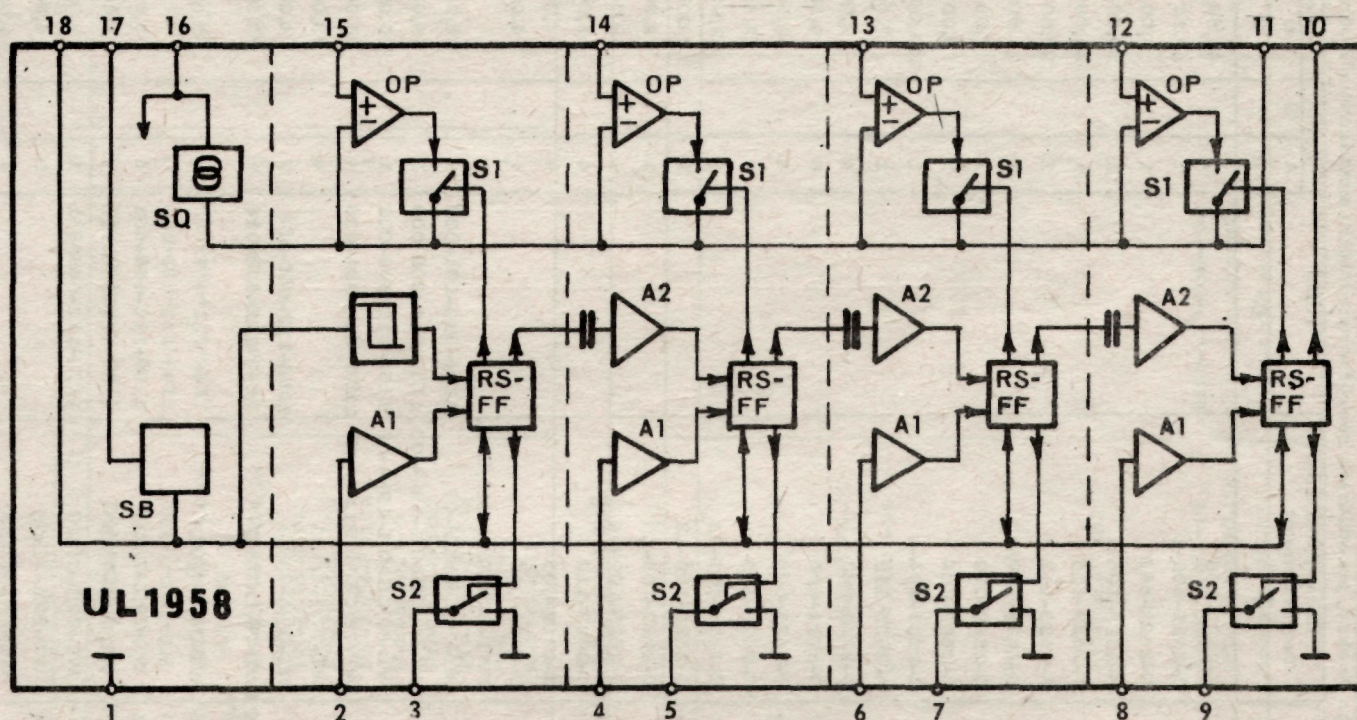 18 17 16 15 14 13 12 11 10
OP OP OP OP
+ + + +
− − − −
S1 S1 S1 S1
SQ
A2 A2 A2
RS- RS- RS- RS-
FF FF FF FF
A1 A1 A1 A1
SB
S2 S2 S2 S2
UL1958
1 2 3 4 5 6 7 8 9